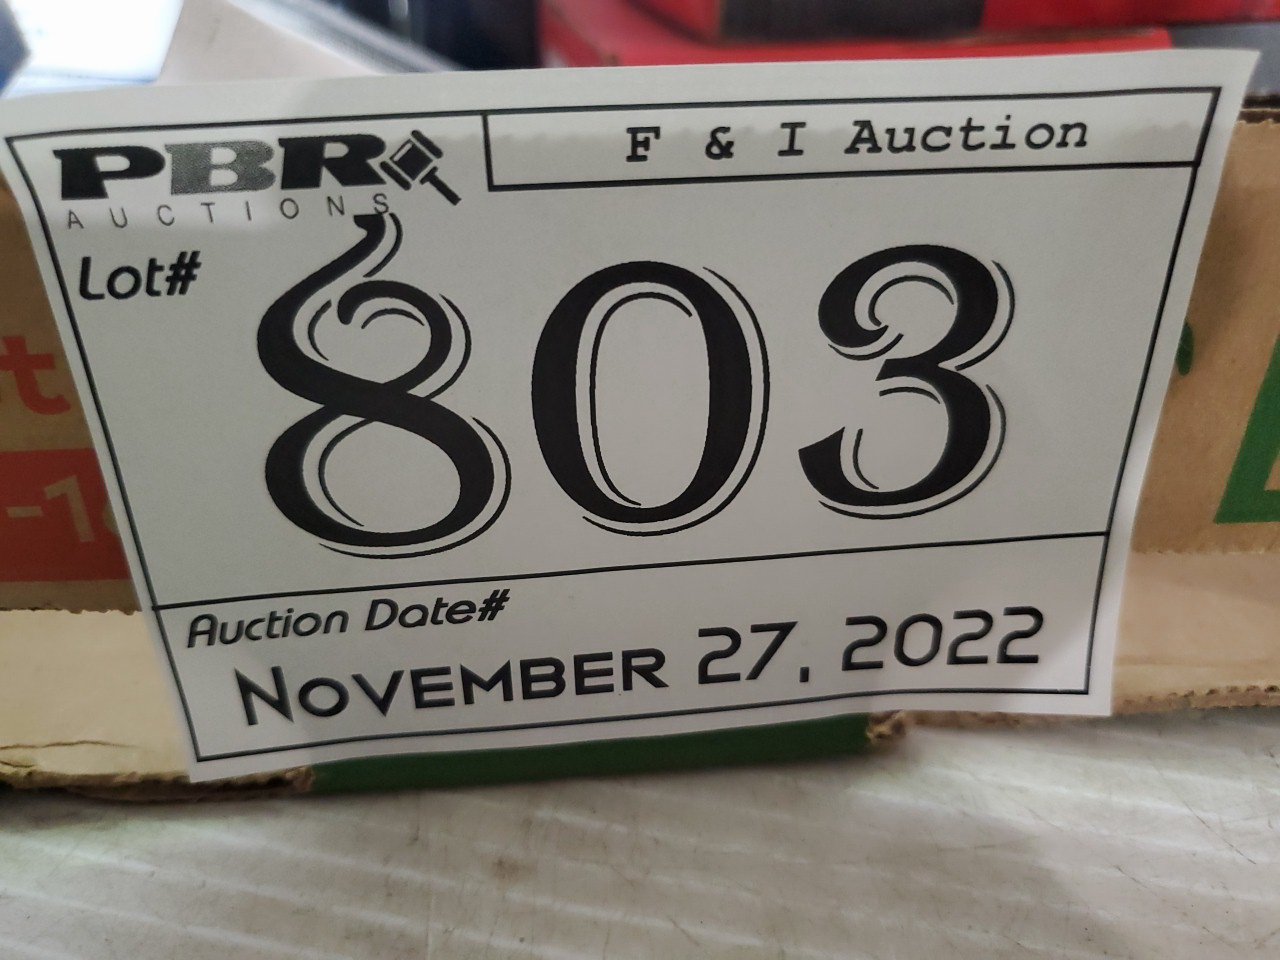 PBR
AUCTIONS
F & I Auction
Lot#
803
Auction Date#
NOVEMBER 27, 2022